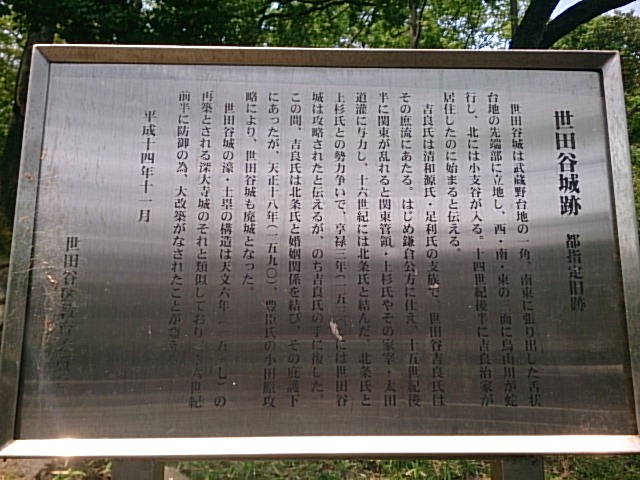 世田谷城跡 都指定旧跡
世田谷城は武蔵野台地の一角、南東に張り出した舌状
台地の先端部に立地し、西・南・東の三面に烏山川が蛇
行し、北には小支谷が入る。十四世紀後半に吉良治家が
居住したのに始まると伝える。
吉良氏は清和源氏・足利氏の支族で、世田谷吉良氏は
その庶流にあたる。はじめ鎌倉公方に仕え、十五世紀後
半に関東が乱れると関東管領・上杉氏やその家宰・太田
道灌に与力し、十六世紀には北条氏と結んだ。北条氏と
上杉氏との勢力争いで、享禄三年(一五三〇)には世田谷
城は攻略されたと伝えるが、のち吉良氏の手に復した。
この間、吉良氏は北条氏と婚姻関係を結び、その庇護下
にあったが、天正十八年(一五九〇)、豊臣氏の小田原攻
略により、世田谷城も廃城となった。
世田谷城の濠・土塁の構造は天文六年(一五三七)の
再築とされる深大寺城のそれと類似しており、十六世紀
前半に防御の為、大改築がなされたことが
平成十四年十一月
世田谷区教育委員会